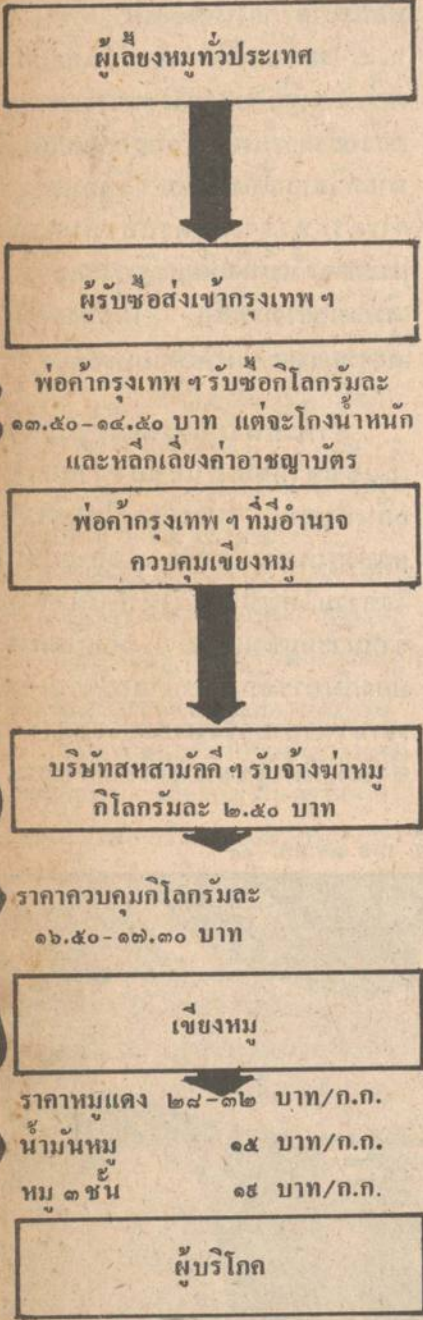 ผู้เลี้ยงหมูทั่วประเทศ
ผู้รับซื้อส่งเข้ากรุงเทพ ฯ
พ่อค้ากรุงเทพ ฯ รับซื้อกิโลกรัมละ
๑๓.๕๐-๑๔.๕๐ บาท แต่จะโกงน้ำหนัก
และหลีกเลี่ยงค่าอาชญาบัตร
พ่อค้ากรุงเทพ ฯ ที่มีอำนาจ
ควบคุมเขียงหมู
บริษัทสหสามัคคี ฯ รับจ้างฆ่าหมู
กิโลกรัมละ ๒.๕๐ บาท
ราคาควบคุมกิโลกรัมละ
๑๖.๕๐-๑๗.๓๐ บาท
เขียงหมู
ราคาหมูแดง ๒๘-๓๒ บาท/ก.ก.
น้ำมันหมู ๑๕ บาท/ก.ก.
หมู ๓ ชั้น ๑๙ บาท/ก.ก.
ผู้บริโภค